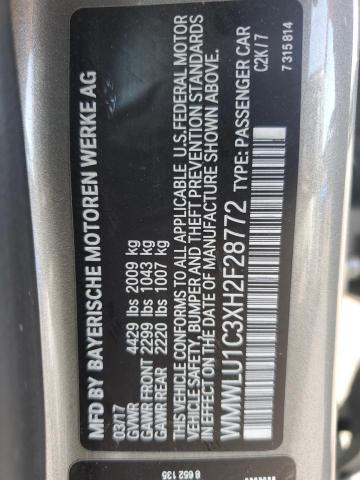 MFD BY BAYERISCHE MOTOREN WERKE AG
03/17
GVWR 4429 lbs 2009 kg
GAWR FRONT 2299 lbs 1043 kg
GAWR REAR 2220 lbs 1007 kg
THIS VEHICLE CONFORMS TO ALL APPLICABLE U.S. FEDERAL MOTOR
VEHICLE SAFETY, BUMPER AND THEFT PREVENTION STANDARDS
IN EFFECT ON THE DATE OF MANUFACTURE SHOWN ABOVE.
WMWLU1C3XH2F28772 TYPE: PASSENGER CAR
C2K / 7
7 315 814
8 652 135